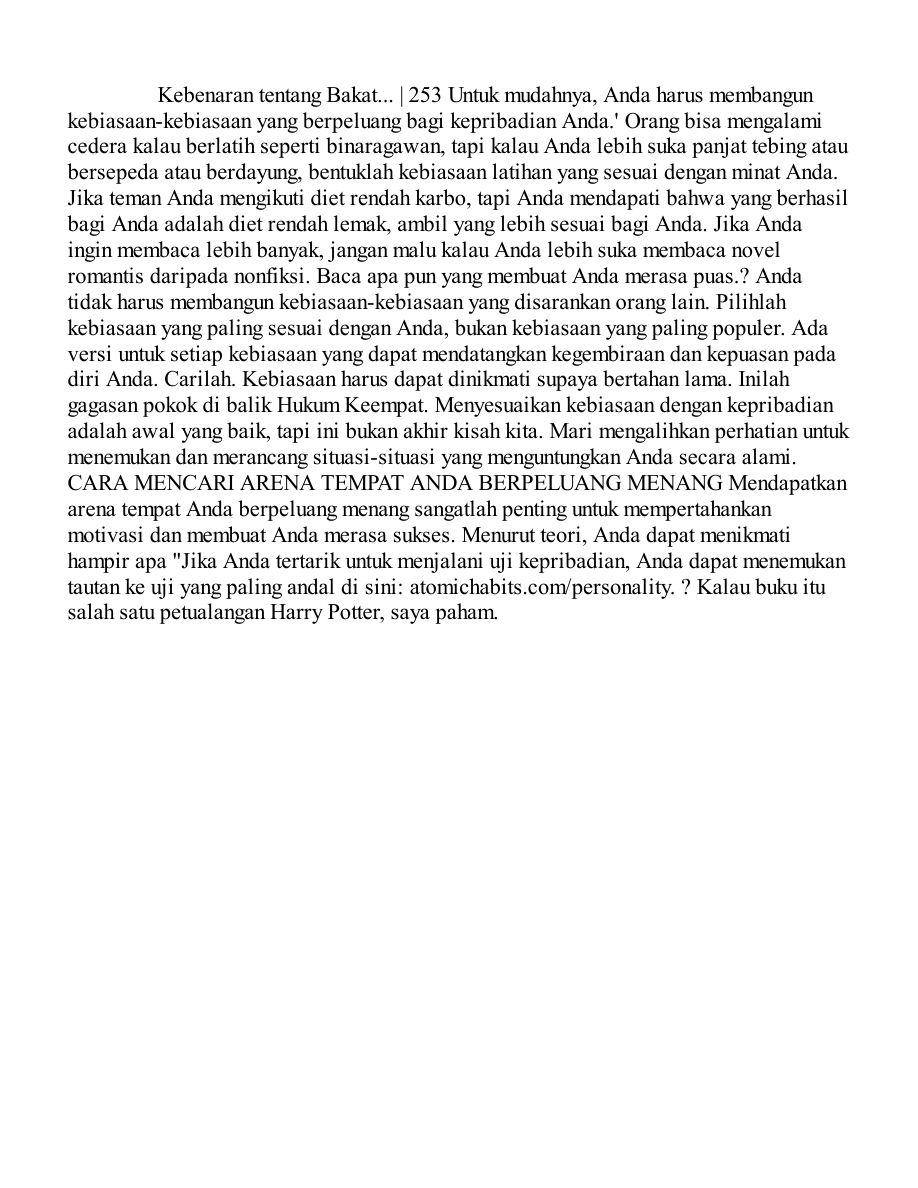 Kebenaran tentang Bakat... | 253 Untuk mudahnya, Anda harus membangun
kebiasaan-kebiasaan yang berpeluang bagi kepribadian Anda.' Orang bisa mengalami
cedera kalau berlatih seperti binaragawan, tapi kalau Anda lebih suka panjat tebing atau
bersepeda atau berdayung, bentuklah kebiasaan latihan yang sesuai dengan minat Anda.
Jika teman Anda mengikuti diet rendah karbo, tapi Anda mendapati bahwa yang berhasil
bagi Anda adalah diet rendah lemak, ambil yang lebih sesuai bagi Anda. Jika Anda
ingin membaca lebih banyak, jangan malu kalau Anda lebih suka membaca novel
romantis daripada nonfiksi. Baca apa pun yang membuat Anda merasa puas.? Anda
tidak harus membangun kebiasaan-kebiasaan yang disarankan orang lain. Pilihlah
kebiasaan yang paling sesuai dengan Anda, bukan kebiasaan yang paling populer. Ada
versi untuk setiap kebiasaan yang dapat mendatangkan kegembiraan dan kepuasan pada
diri Anda. Carilah. Kebiasaan harus dapat dinikmati supaya bertahan lama. Inilah
gagasan pokok di balik Hukum Keempat. Menyesuaikan kebiasaan dengan kepribadian
adalah awal yang baik, tapi ini bukan akhir kisah kita. Mari mengalihkan perhatian untuk
menemukan dan merancang situasi-situasi yang menguntungkan Anda secara alami.
CARA MENCARI ARENA TEMPAT ANDA BERPELUANG MENANG Mendapatkan
arena tempat Anda berpeluang menang sangatlah penting untuk mempertahankan
motivasi dan membuat Anda merasa sukses. Menurut teori, Anda dapat menikmati
hampir apa "Jika Anda tertarik untuk menjalani uji kepribadian, Anda dapat menemukan
tautan ke uji yang paling andal di sini: atomichabits.com/personality. ? Kalau buku itu
salah satu petualangan Harry Potter, saya paham.